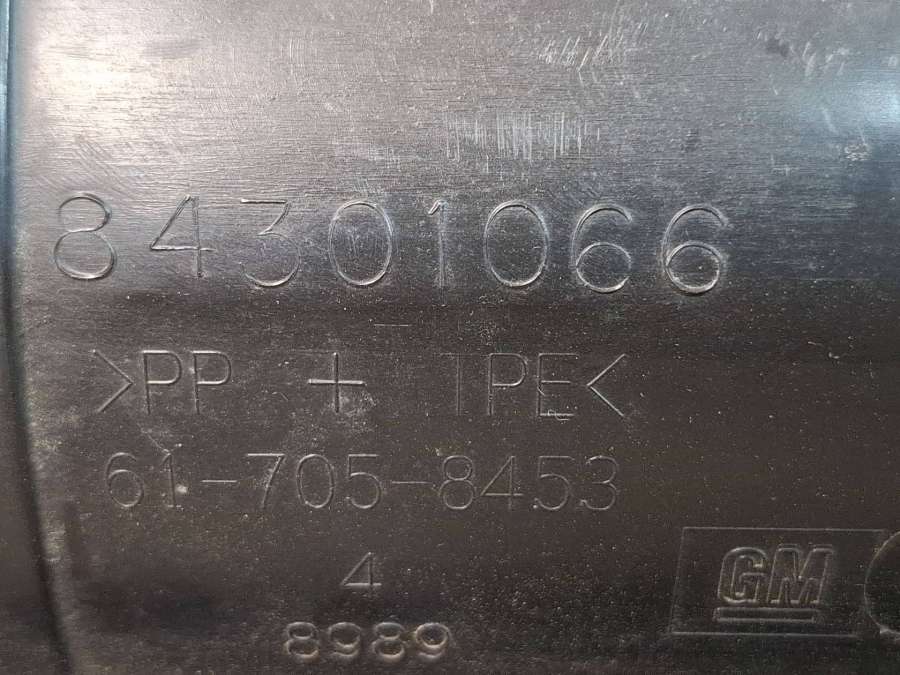 84301066
>PP + TPE<
61-705-8453
4
8989
GM